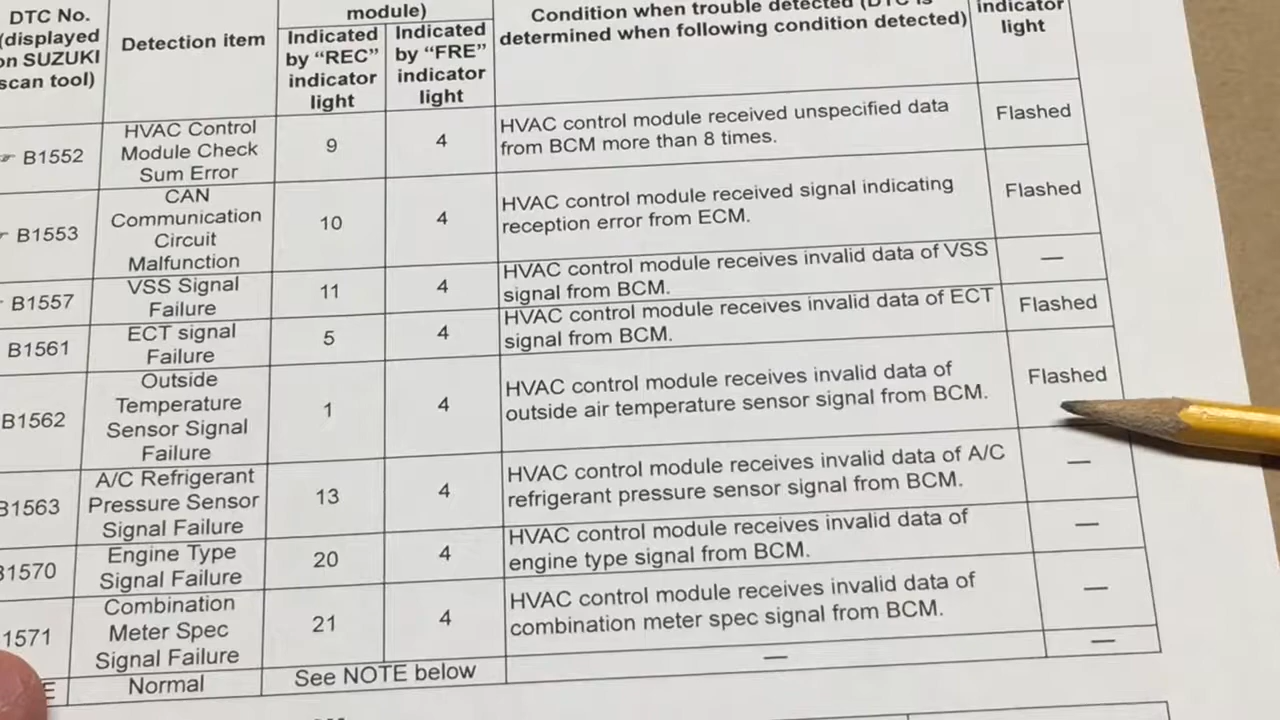 DTC No.
(displayed
on SUZUKI
scan tool)
Detection item
module)
Indicated
by “REC”
indicator
light
Indicated
by “FRE”
indicator
light
Condition when trouble detected (DTC is
determined when following condition detected)
indicator
light
☞ B1552
HVAC Control
Module Check
Sum Error
9
4
HVAC control module received unspecified data
from BCM more than 8 times.
Flashed
B1553
CAN
Communication
Circuit
Malfunction
10
4
HVAC control module received signal indicating
reception error from ECM.
Flashed
B1557
VSS Signal
Failure
11
4
HVAC control module receives invalid data of VSS
signal from BCM.
—
B1561
ECT signal
Failure
5
4
HVAC control module receives invalid data of ECT
signal from BCM.
Flashed
B1562
Outside
Temperature
Sensor Signal
Failure
1
4
HVAC control module receives invalid data of
outside air temperature sensor signal from BCM.
Flashed
B1563
A/C Refrigerant
Pressure Sensor
Signal Failure
13
4
HVAC control module receives invalid data of A/C
refrigerant pressure sensor signal from BCM.
—
B1570
Engine Type
Signal Failure
20
4
HVAC control module receives invalid data of
engine type signal from BCM.
—
1571
Combination
Meter Spec
Signal Failure
21
4
HVAC control module receives invalid data of
combination meter spec signal from BCM.
—
E
Normal
See NOTE below
—
—